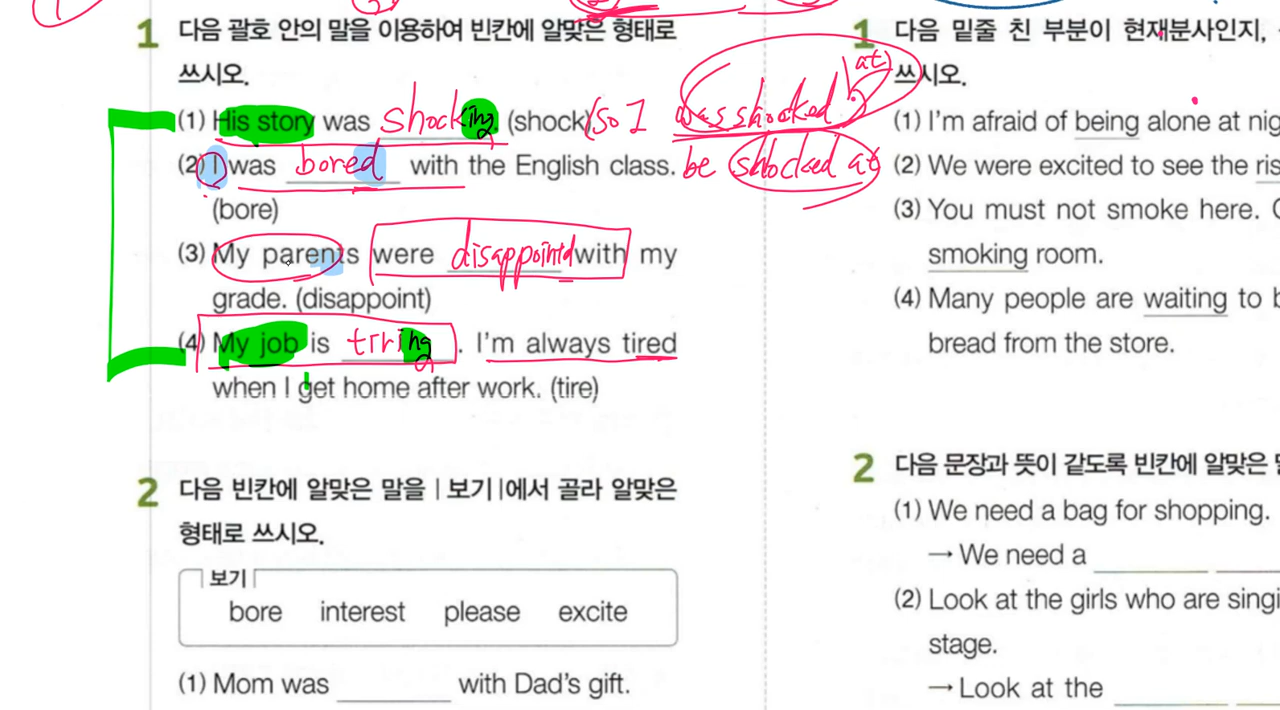 1 다음 괄호 안의 말을 이용하여 빈칸에 알맞은 형태로
쓰시오.
(1) His story was shocking. (shock) (so I was shocked at)
be shocked at
(2) I was bored with the English class.
(bore)
(3) My parents were disappointd with my
grade. (disappoint)
(4) My job is tiring. I'm always tired
when I get home after work. (tire)
2 다음 빈칸에 알맞은 말을 |보기|에서 골라 알맞은
형태로 쓰시오.
보기
bore interest please excite
(1) Mom was ________ with Dad's gift.
1 다음 밑줄 친 부분이 현재분사인지,
쓰시오.
(1) I'm afraid of being alone at nig
(2) We were excited to see the ris
(3) You must not smoke here.
smoking room.
(4) Many people are waiting to b
bread from the store.
2 다음 문장과 뜻이 같도록 빈칸에 알맞은
(1) We need a bag for shopping.
→ We need a ________ ________
(2) Look at the girls who are singi
stage.
→ Look at the ________ ________